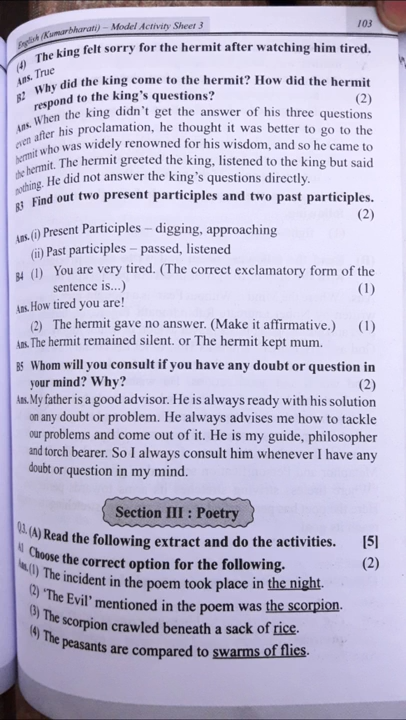 English (Kumarbharati) – Model Activity Sheet 3 103
(4) The king felt sorry for the hermit after watching him tired.
Ans. True
B2 Why did the king come to the hermit? How did the hermit
respond to the king's questions? (2)
Ans. When the king didn't get the answer of his three questions
even after his proclamation, he thought it was better to go to the
hermit who was widely renowned for his wisdom, and so he came to
the hermit. The hermit greeted the king, listened to the king but said
nothing. He did not answer the king's questions directly.
B3 Find out two present participles and two past participles.
(2)
Ans. (i) Present Participles – digging, approaching
(ii) Past participles – passed, listened
B4 (1) You are very tired. (The correct exclamatory form of the
sentence is...) (1)
Ans. How tired you are!
(2) The hermit gave no answer. (Make it affirmative.) (1)
Ans. The hermit remained silent. or The hermit kept mum.
B5 Whom will you consult if you have any doubt or question in
your mind? Why? (2)
Ans. My father is a good advisor. He is always ready with his solution
on any doubt or problem. He always advises me how to tackle
our problems and come out of it. He is my guide, philosopher
and torch bearer. So I always consult him whenever I have any
doubt or question in my mind.
Section III : Poetry
Q3. (A) Read the following extract and do the activities. [5]
A1 Choose the correct option for the following. (2)
Ans. (1) The incident in the poem took place in the night.
(2) 'The Evil' mentioned in the poem was the scorpion.
(3) The scorpion crawled beneath a sack of rice.
(4) The peasants are compared to swarms of flies.